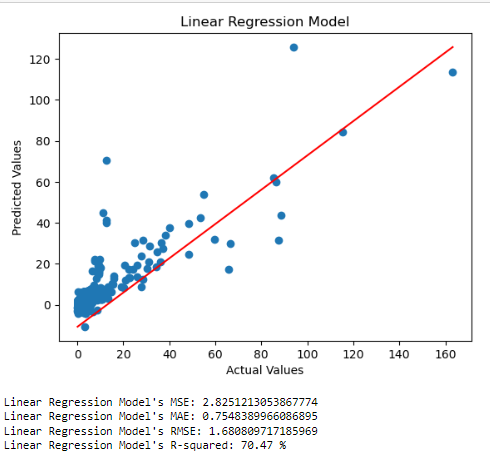 Linear Regression Model
120
100
80
60
40
20
0
Predicted Values
0 20 40 60 80 100 120 140 160
Actual Values
Linear Regression Model's MSE: 2.8251213053867774
Linear Regression Model's MAE: 0.7548389966086895
Linear Regression Model's RMSE: 1.680809717185969
Linear Regression Model's R-squared: 70.47 %